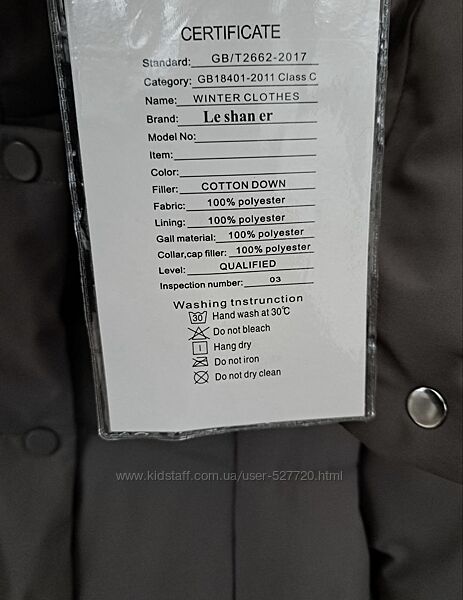 CERTIFICATE
Standard: GB/T2662-2017
Category: GB18401-2011 Class C
Name: WINTER CLOTHES
Brand: Le shan er
Model No:
Item:
Color:
Filler: COTTON DOWN
Fabric: 100% polyester
Lining: 100% polyester
Gall material: 100% polyester
Collar,cap filler: 100% polyester
Level: QUALIFIED
Inspection number: 03
Washing tnstrunction
30 Hand wash at 30℃
Do not bleach
Hang dry
Do not iron
Do not dry clean
www.kidstaff.com.ua/user-527720.html